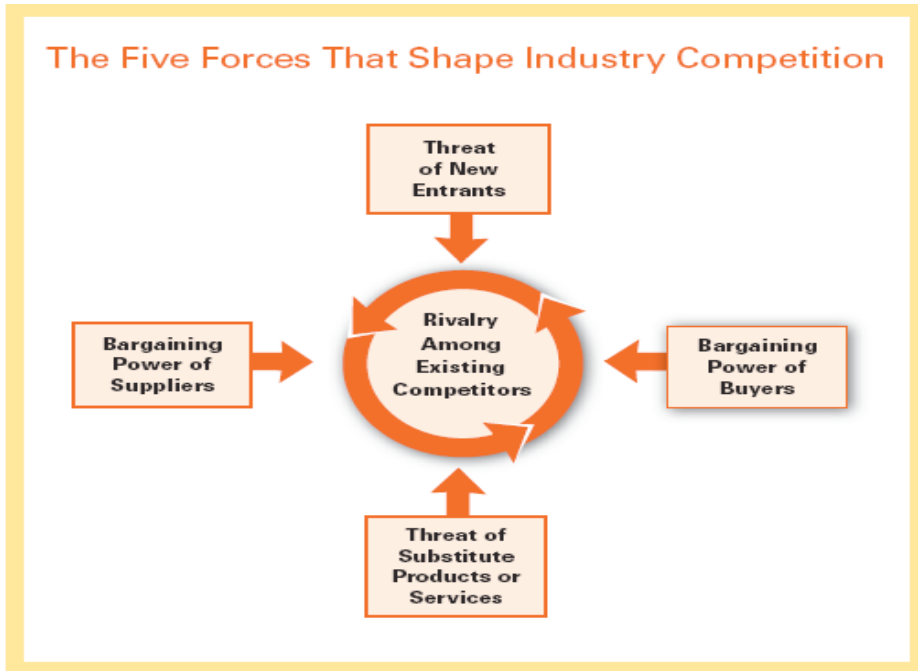 The Five Forces That Shape Industry Competition
Threat
of New
Entrants
Rivalry
Among
Existing
Competitors
Bargaining
Power of
Suppliers
Bargaining
Power of
Buyers
Threat of
Substitute
Products or
Services